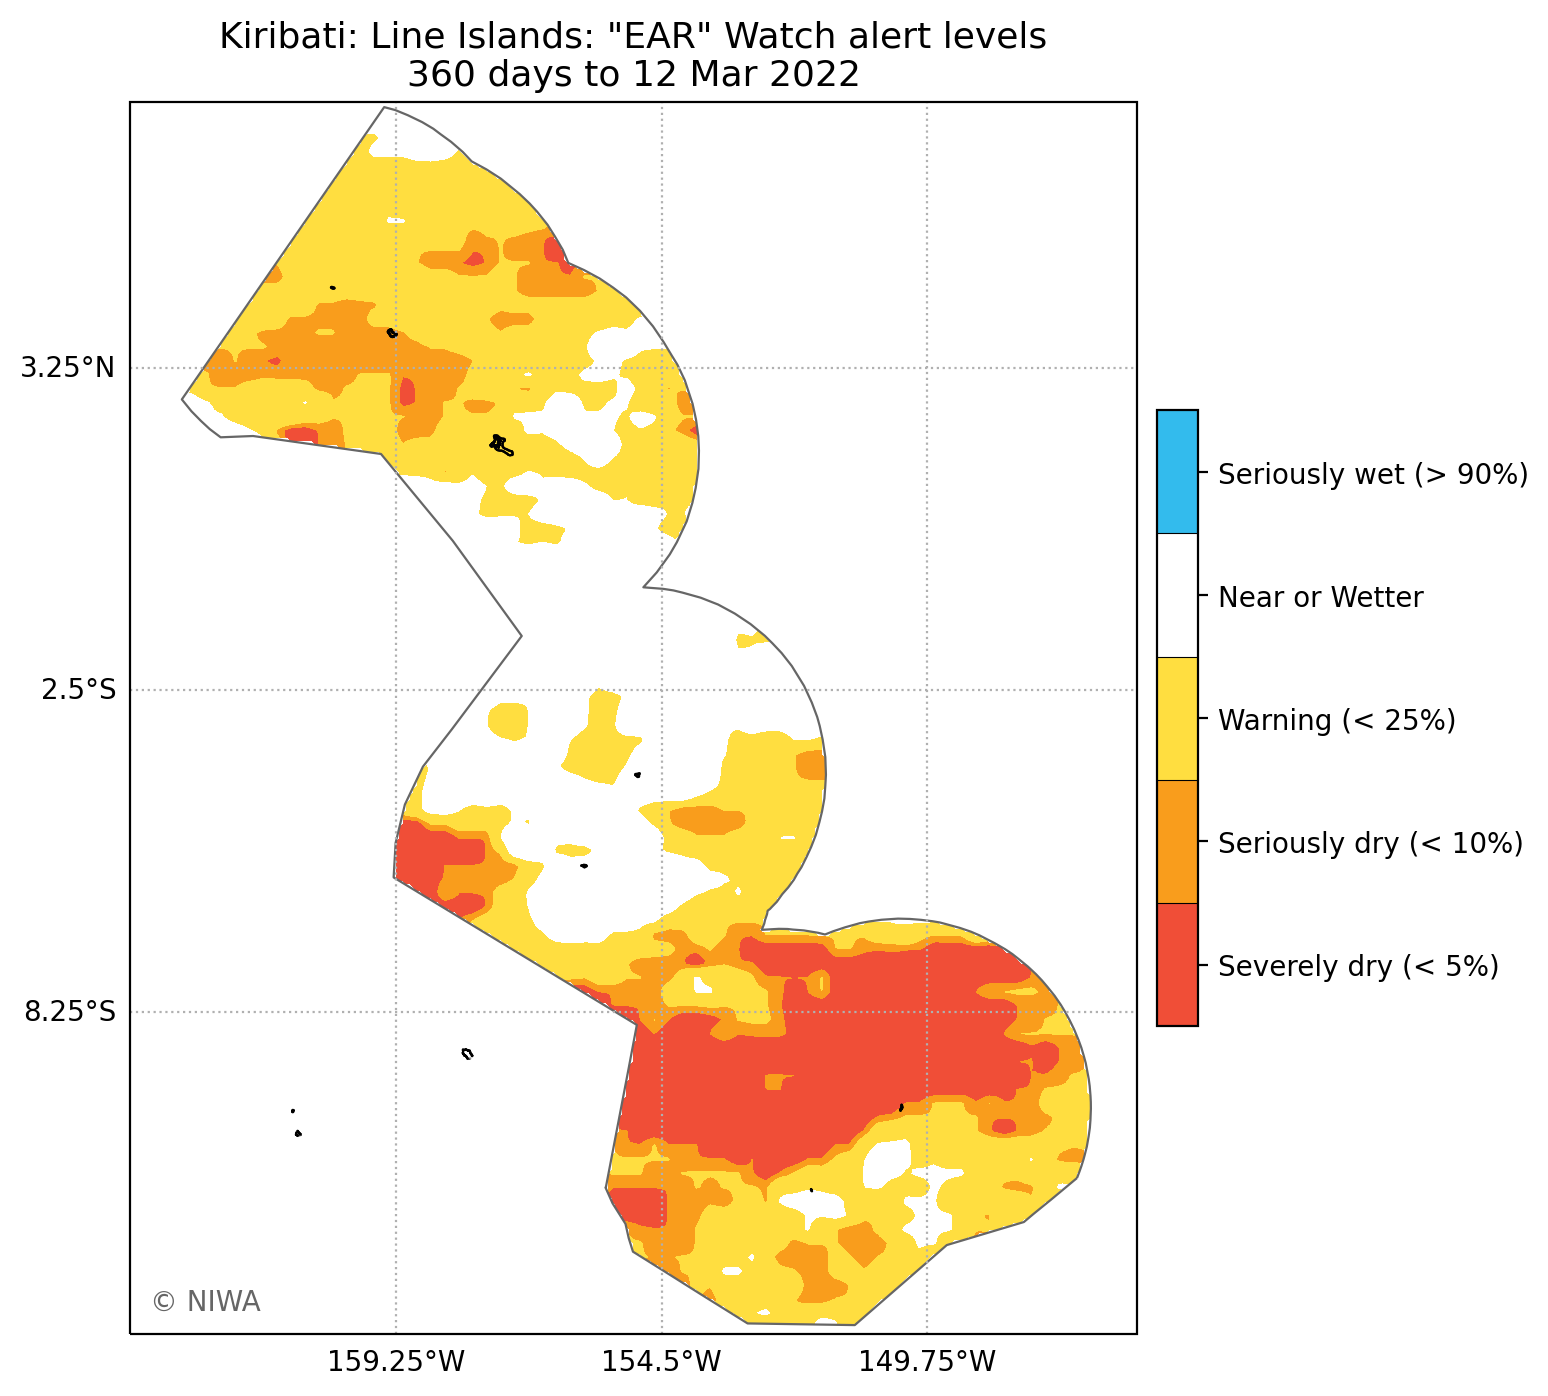 Kiribati: Line Islands: "EAR" Watch alert levels
360 days to 12 Mar 2022
3.25°N
2.5°S
8.25°S
159.25°W
154.5°W
149.75°W
© NIWA
Seriously wet (> 90%)
Near or Wetter
Warning (< 25%)
Seriously dry (< 10%)
Severely dry (< 5%)